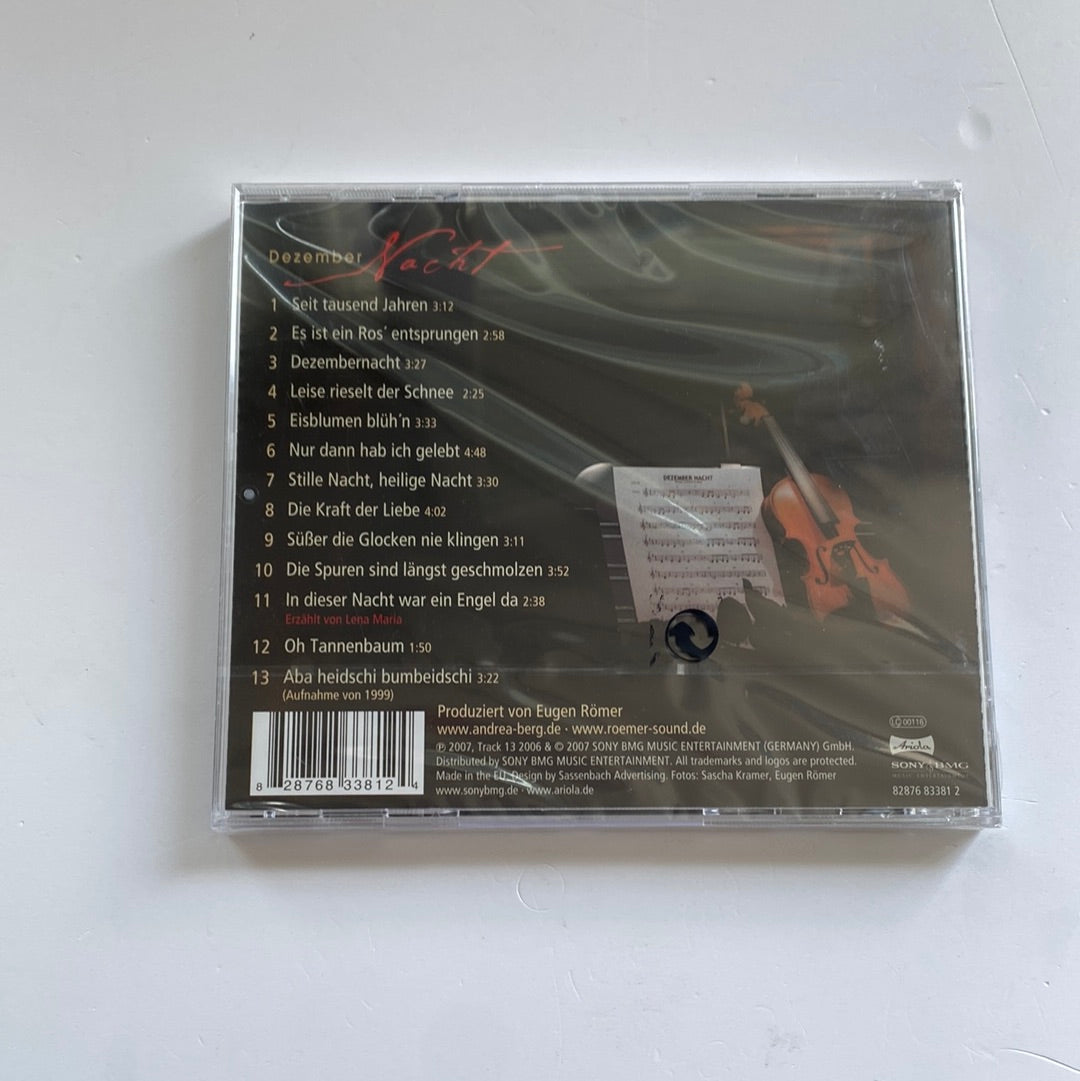 Dezember Nacht
1 Seit tausend Jahren 3:12
2 Es ist ein Ros´ entsprungen 2:58
3 Dezembernacht 3:27
4 Leise rieselt der Schnee 2:25
5 Eisblumen blüh´n 3:33
6 Nur dann hab ich gelebt 4:48
7 Stille Nacht, heilige Nacht 3:30
8 Die Kraft der Liebe 4:02
9 Süßer die Glocken nie klingen 3:11
10 Die Spuren sind längst geschmolzen 3:52
11 In dieser Nacht war ein Engel da 2:38
Erzählt von Lena Maria
12 Oh Tannenbaum 1:50
13 Aba heidschi bumbeidschi 3:22
(Aufnahme von 1999)
DEZEMBER NACHT
Produziert von Eugen Römer
www.andrea-berg.de · www.roemer-sound.de
℗ 2007, Track 13 2006 & © 2007 SONY BMG MUSIC ENTERTAINMENT (GERMANY) GmbH.
Distributed by SONY BMG MUSIC ENTERTAINMENT. All trademarks and logos are protected.
Made in the EU. Design by Sassenbach Advertising. Fotos: Sascha Kramer, Eugen Römer
www.sonybmg.de · www.ariola.de
8 28768 33812 4
LC 00116
Ariola
SONY BMG
MUSIC ENTERTAINMENT
82876 83381 2